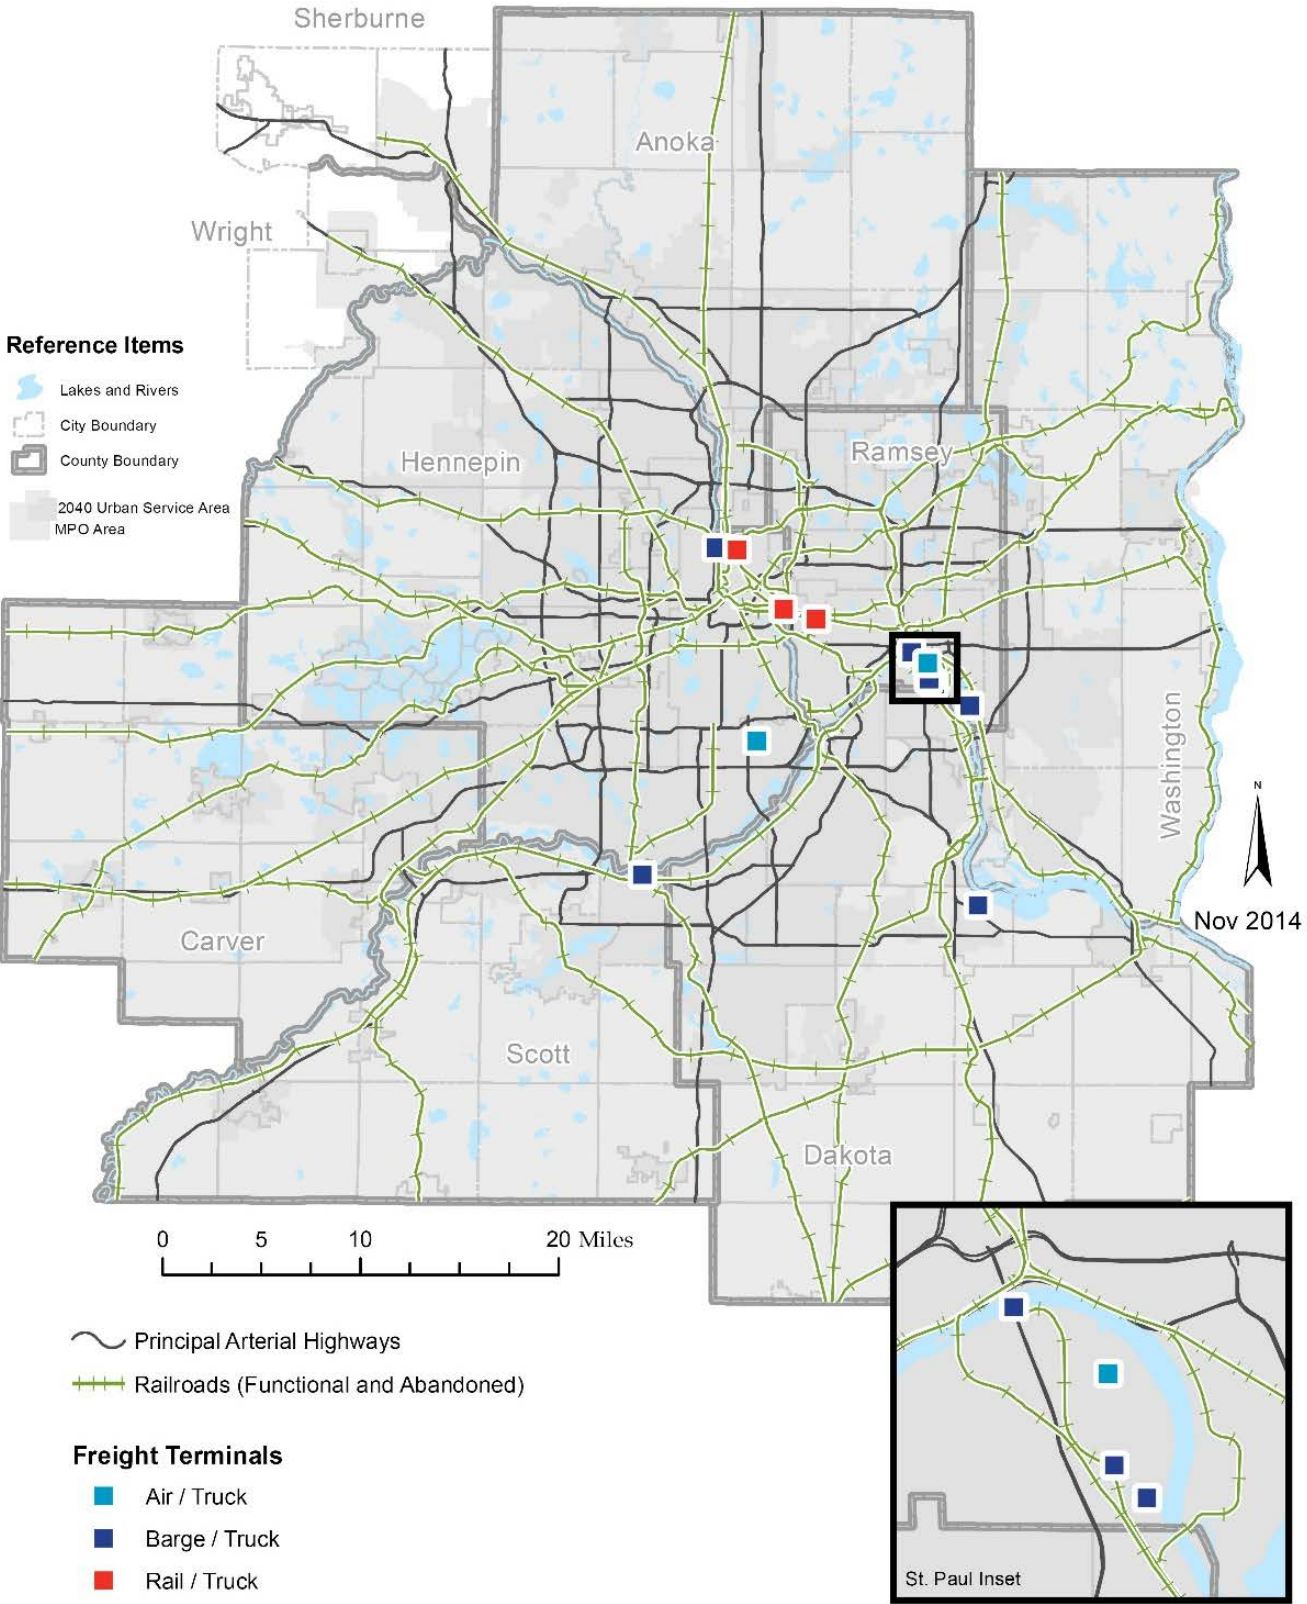 Sherburne
Anoka
Wright
Reference Items
Lakes and Rivers
City Boundary
County Boundary
2040 Urban Service Area
MPO Area
Hennepin
Ramsey
Washington
N
Nov 2014
Carver
Scott
Dakota
0 5 10 20 Miles
Principal Arterial Highways
Railroads (Functional and Abandoned)
Freight Terminals
Air / Truck
Barge / Truck
Rail / Truck
St. Paul Inset